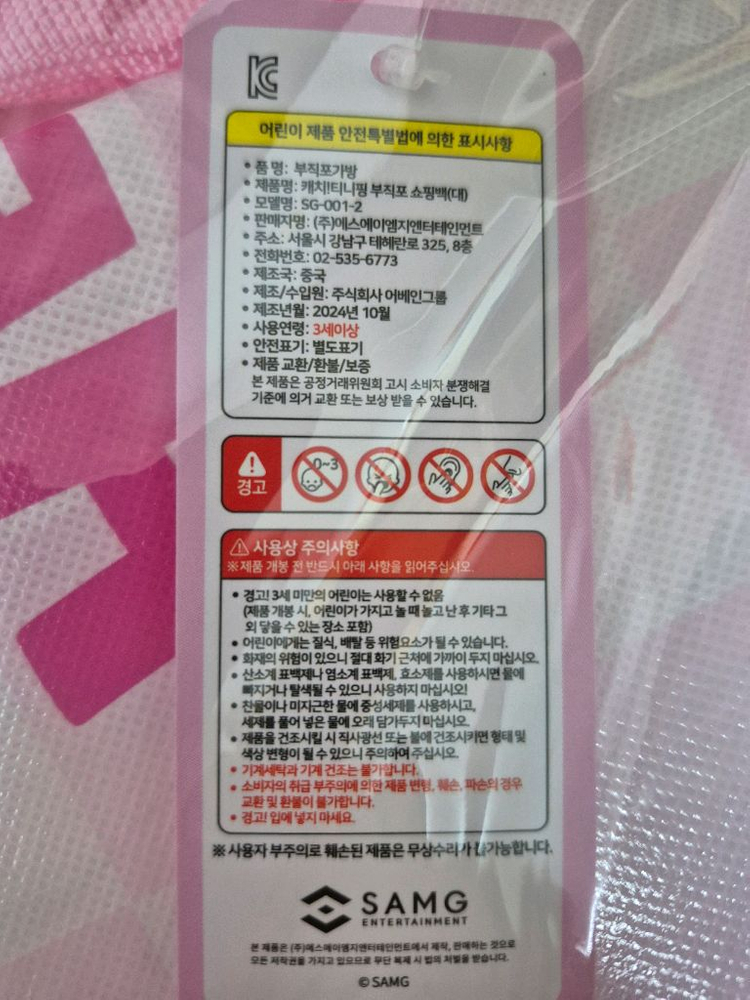 KC
어린이 제품 안전특별법에 의한 표시사항
• 품 명: 부직포가방
• 제품명: 캐치!티니핑 부직포 쇼핑백(대)
• 모델명: SG-001-2
• 판매자명: (주)에스에이엠지엔터테인먼트
• 주소: 서울시 강남구 테헤란로 325, 8층
• 전화번호: 02-535-6773
• 제조국: 중국
• 제조/수입원: 주식회사 어베인그룹
• 제조년월: 2024년 10월
• 사용연령: 3세이상
• 안전표기: 별도표기
• 제품 교환/환불/보증
본 제품은 공정거래위원회 고시 소비자 분쟁해결
기준에 의거 교환 또는 보상 받을 수 있습니다.
경고
0~3
사용상 주의사항
※제품 개봉 전 반드시 아래 사항을 읽어주십시오.
• 경고! 3세 미만의 어린이는 사용할 수 없음
(제품 개봉 시, 어린이가 가지고 놀 때 놀고 난 후 기타 그
외 닿을 수 있는 장소 포함)
• 어린이에게는 질식, 배탈 등 위험요소가 될 수 있습니다.
• 화재의 위험이 있으니 절대 화기 근처에 가까이 두지 마십시오.
• 산소계 표백제나 염소계 표백제, 효소제를 사용하시면 물에
빠지거나 탈색될 수 있으니 사용하지 마십시오!
• 찬물이나 미지근한 물에 중성세제를 사용하시고,
세제를 풀어 넣은 물에 오래 담가두지 마십시오.
• 제품을 건조시킬 시 직사광선 또는 불에 건조시키면 형태 및
색상 변형이 될 수 있으니 주의하여 주십시오.
• 기계세탁과 기계 건조는 불가합니다.
• 소비자의 취급 부주의에 의한 제품 변형, 훼손, 파손의 경우
교환 및 환불이 불가합니다.
• 경고! 입에 넣지 마세요.
※ 사용자 부주의로 훼손된 제품은 무상수리가 불가능합니다.
SAMG
ENTERTAINMENT
본 제품은 (주)에스에이엠지엔터테인먼트에서 제작, 판매하는 것으로
모든 저작권을 가지고 있으므로 무단 복제 시 법의 처벌을 받습니다.
© SAMG